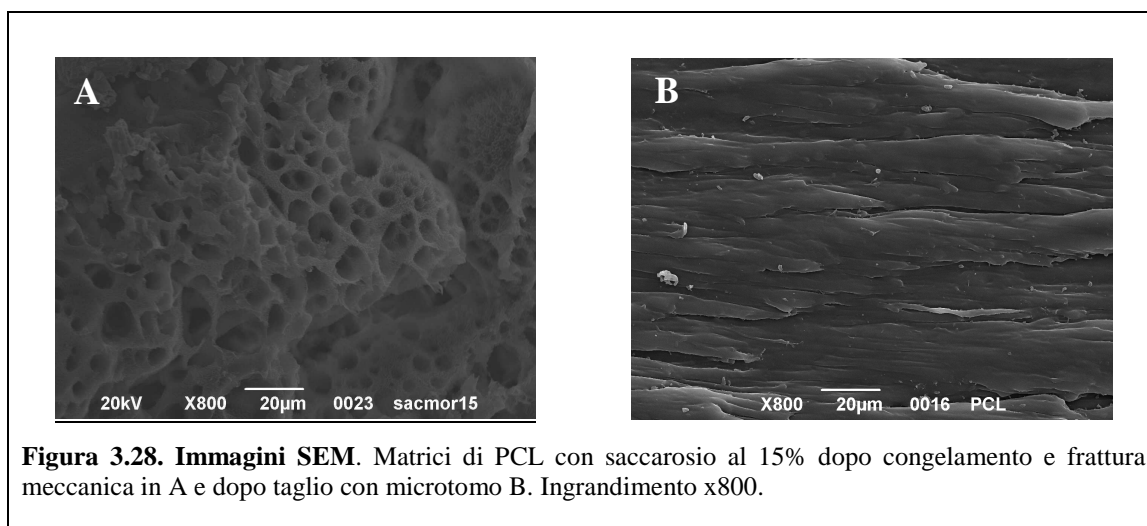 A
B
20kV X800 20µm 0023 sacmor15
X800 20µm 0016 PCL
Figura 3.28. Immagini SEM. Matrici di PCL con saccarosio al 15% dopo congelamento e frattura
meccanica in A e dopo taglio con microtomo B. Ingrandimento x800.